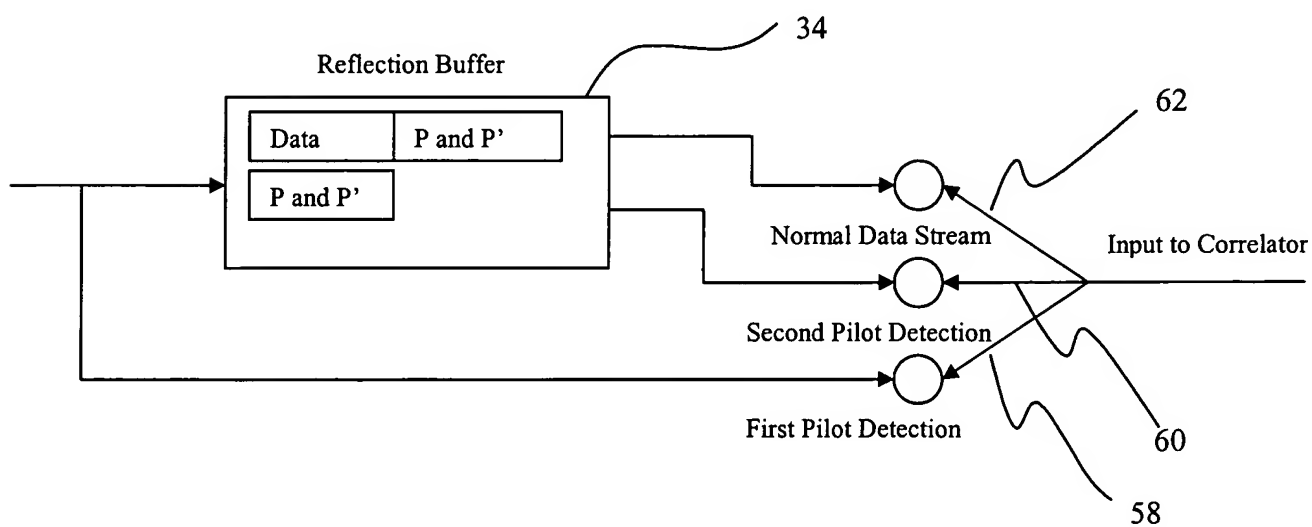 34
Reflection Buffer
62
Data
P and P’
P and P’
Normal Data Stream
Input to Correlator
Second Pilot Detection
First Pilot Detection
60
58